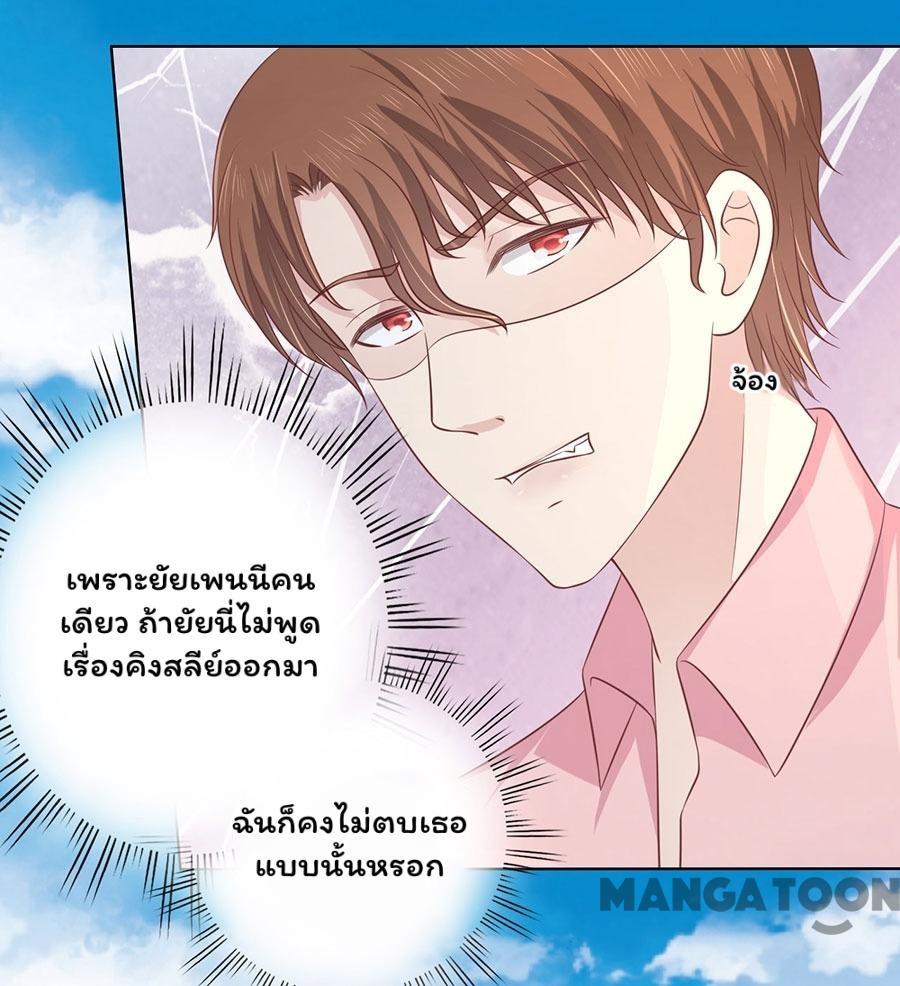 จ้อง
เพราะยัยเพนนีคน
เดียว ถ้ายัยนี่ไม่พูด
เรื่องคิงสลีย์ออกมา
ฉันก็คงไม่ตบเธอ
แบบนั้นหรอก
MANGATOON